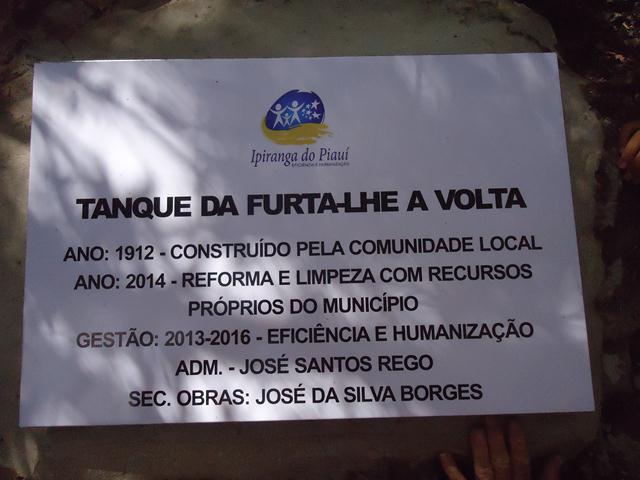 Ipiranga do Piauí
EFICIÊNCIA E HUMANIZAÇÃO
TANQUE DA FURTA-LHE A VOLTA
ANO: 1912 - CONSTRUÍDO PELA COMUNIDADE LOCAL
ANO: 2014 - REFORMA E LIMPEZA COM RECURSOS
PRÓPRIOS DO MUNICÍPIO
GESTÃO: 2013-2016 - EFICIÊNCIA E HUMANIZAÇÃO
ADM. - JOSÉ SANTOS REGO
SEC. OBRAS: JOSÉ DA SILVA BORGES